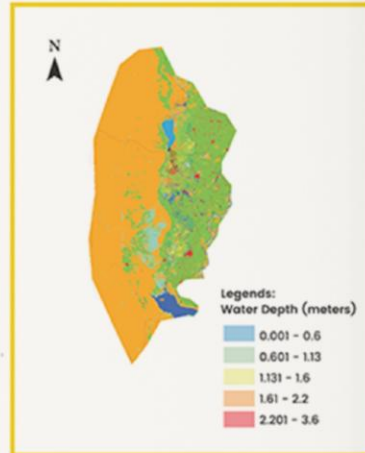 N
Legends:
Water Depth (meters)
0.001 - 0.6
0.601 - 1.13
1.131 - 1.6
1.61 - 2.2
2.201 - 3.6